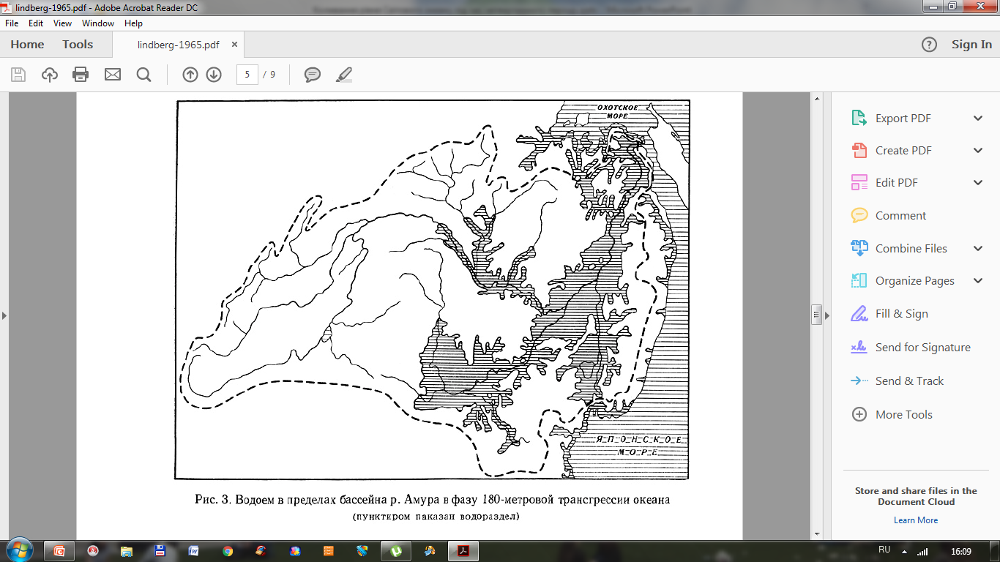 lindberg-1965.pdf - Adobe Acrobat Reader DC
File Edit View Window Help
Home Tools lindberg-1965.pdf × Sign In
5 / 9
ОХОТСКОЕ
МОРЕ
ЯПОНСКОЕ
МОРЕ
Рис. 3. Водоем в пределах бассейна р. Амура в фазу 180-метровой трансгрессии океана
(пунктиром показан водораздел)
Export PDF
Create PDF
Edit PDF
Comment
Combine Files
Organize Pages
Fill & Sign
Send for Signature
Send & Track
More Tools
Store and share files in the
Document Cloud
Learn More
RU 16:09